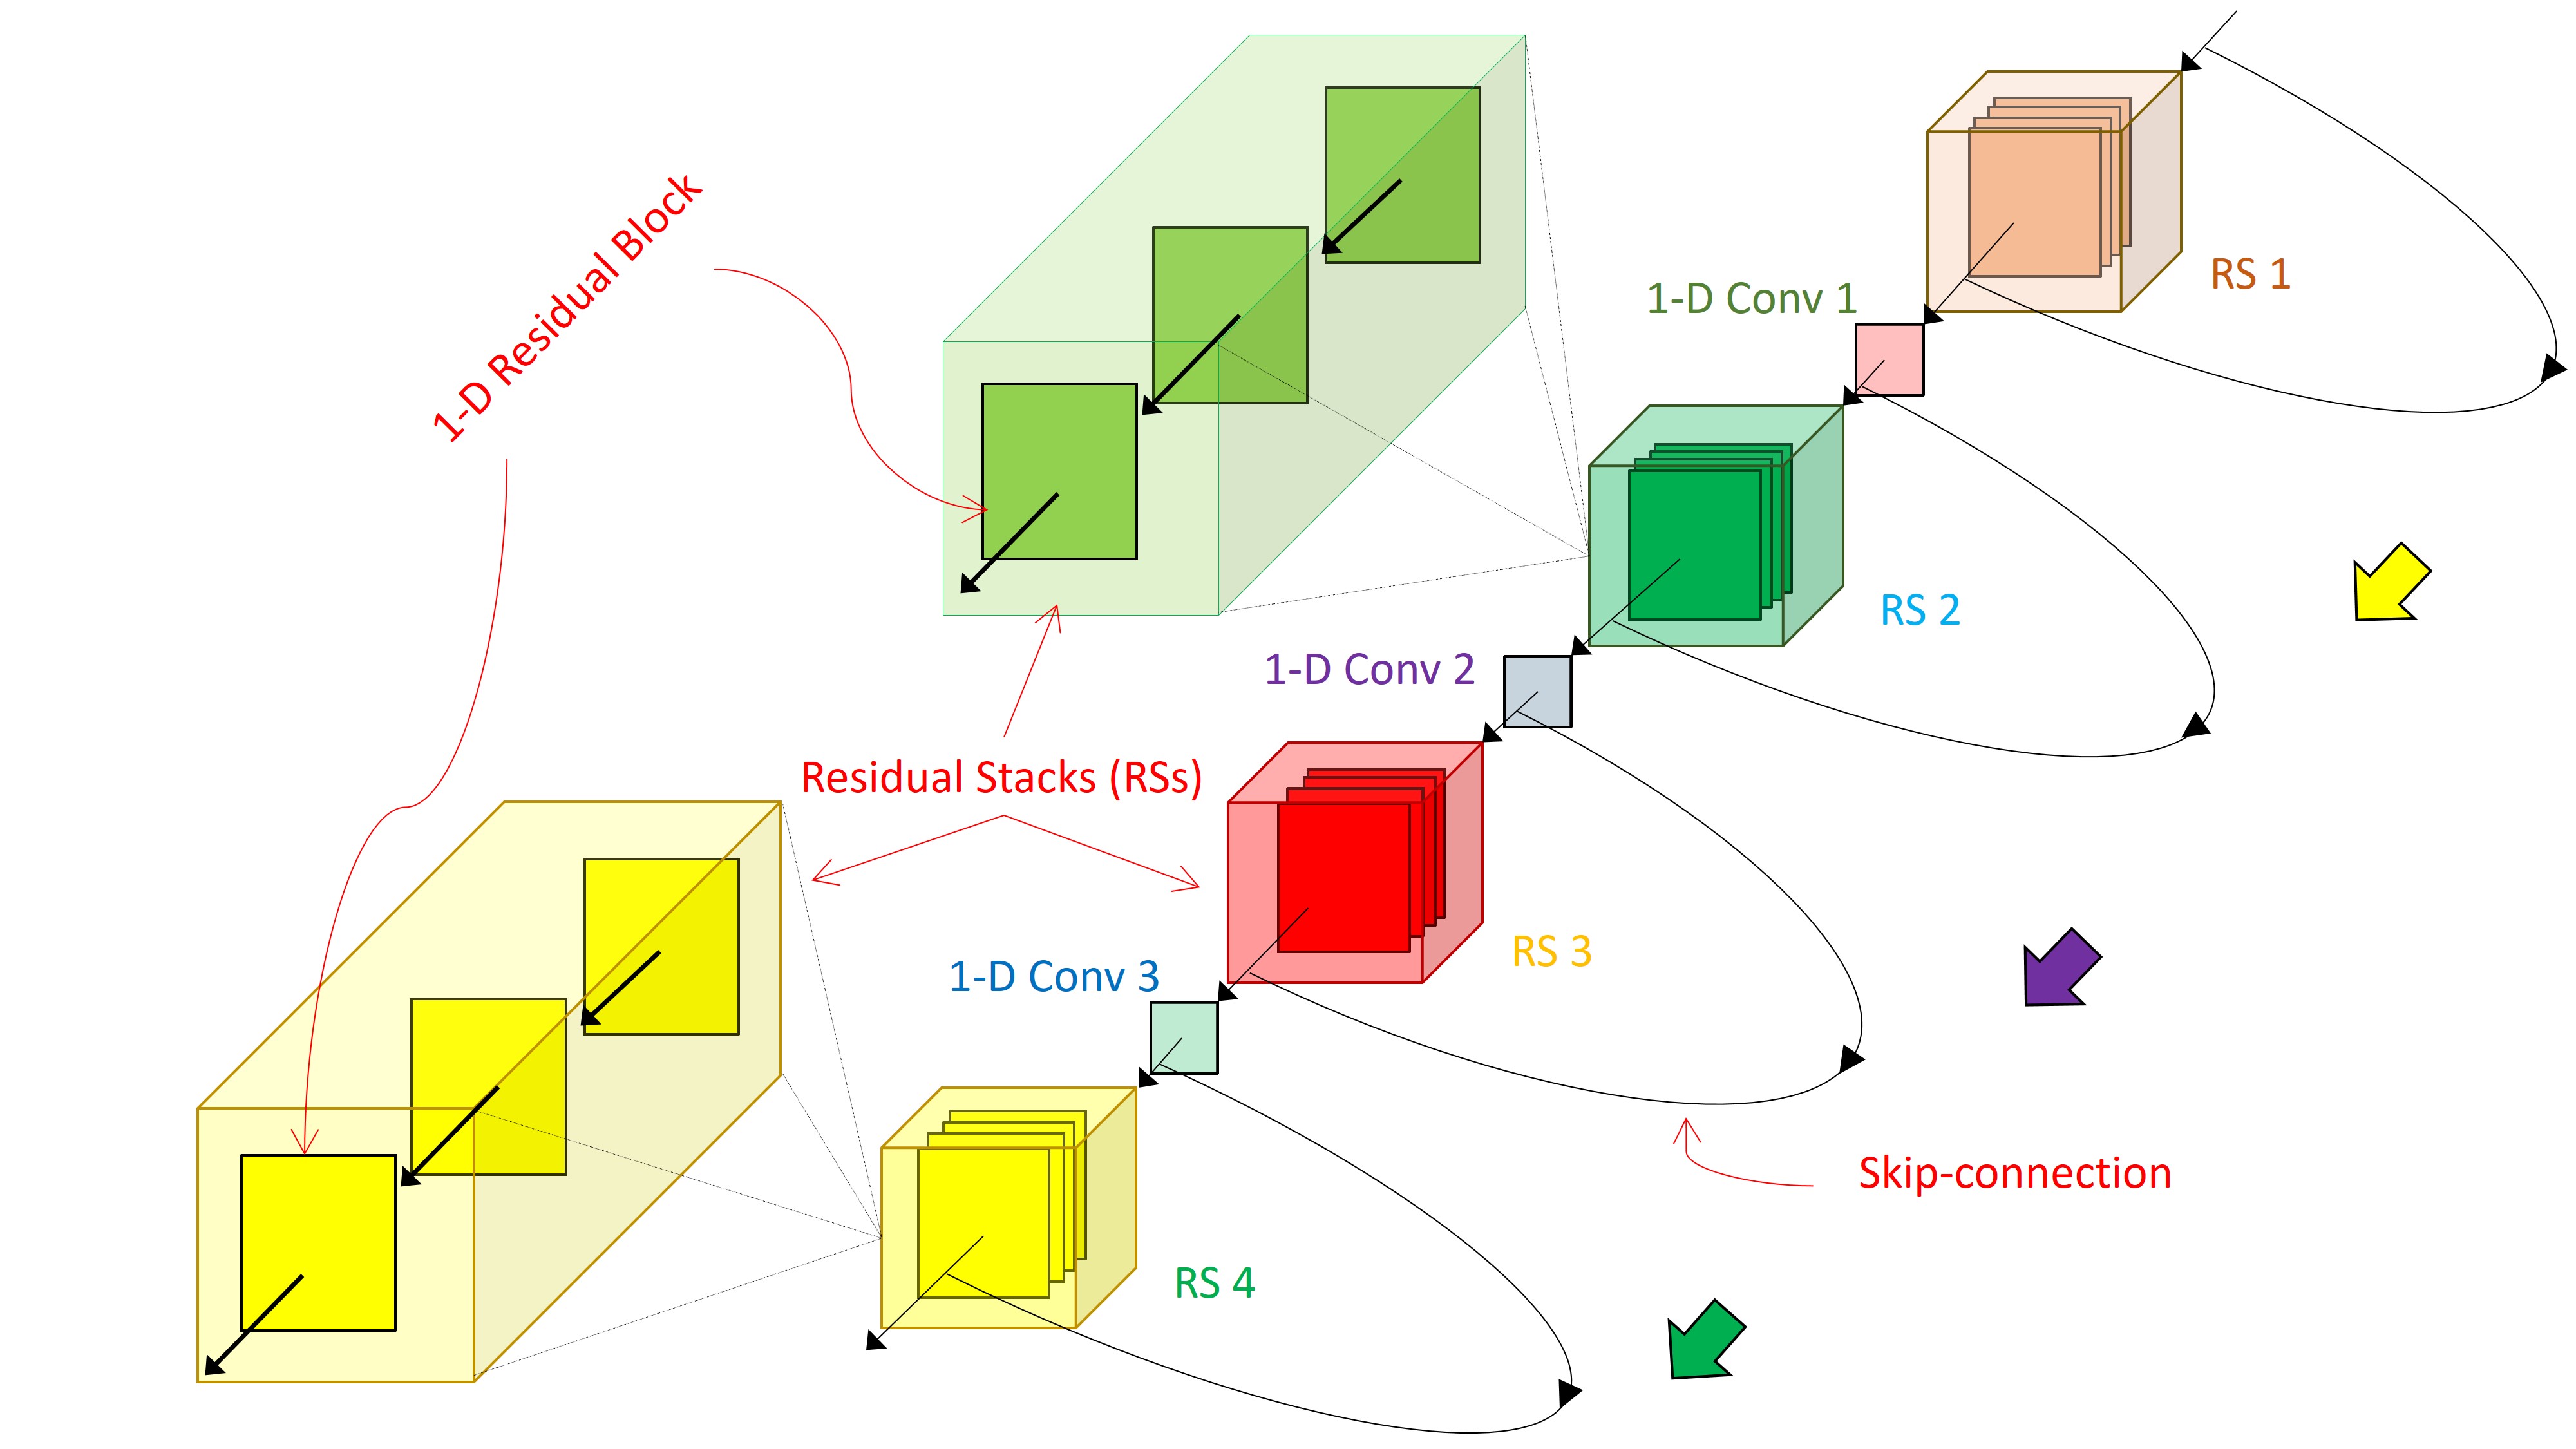 1-D Residual Block
RS 1
1-D Conv 1
RS 2
1-D Conv 2
Residual Stacks (RSs)
RS 3
1-D Conv 3
Skip-connection
RS 4